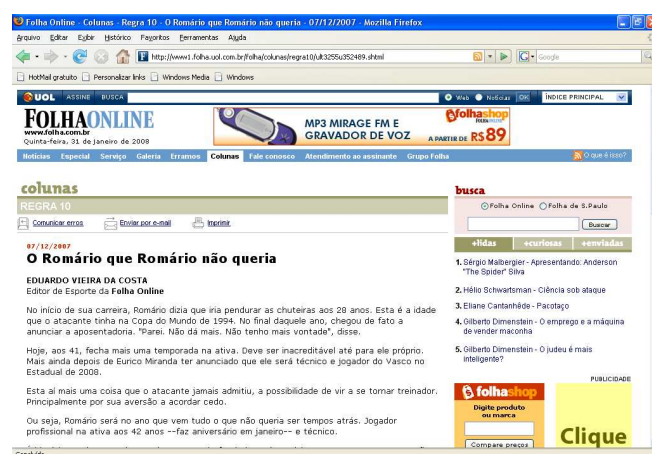 Folha Online - Colunas - Regra 10 - O Romário que Romário não queria - 07/12/2007 - Mozilla Firefox
Arquivo Editar Exibir Histórico Favoritos Ferramentas Ajuda
http://www1.folha.uol.com.br/folha/colunas/regra10/ult3255u352489.shtml
Google
HotMail gratuito Personalizar links Windows Media Windows
UOL ASSINE BUSCA Web Notícias OK ÍNDICE PRINCIPAL
FOLHAONLINE
www.folha.com.br
Quinta-feira, 31 de janeiro de 2008
MP3 MIRAGE FM E
GRAVADOR DE VOZ
folhashop
A PARTIR DE R$89
Notícias Especial Serviço Galeria Erramos Colunas Fale conosco Atendimento ao assinante Grupo Folha O que é isso?
colunas
REGRA 10
Comunicar erros Enviar por e-mail Imprimir
07/12/2007
O Romário que Romário não queria
EDUARDO VIEIRA DA COSTA
Editor de Esporte da Folha Online
No início de sua carreira, Romário dizia que iria pendurar as chuteiras aos 28 anos. Esta é a idade
que o atacante tinha na Copa do Mundo de 1994. No final daquele ano, chegou de fato a
anunciar a aposentadoria. "Parei. Não dá mais. Não tenho mais vontade", disse.
Hoje, aos 41, fecha mais uma temporada na ativa. Deve ser inacreditável até para ele próprio.
Mais ainda depois de Eurico Miranda ter anunciado que ele será técnico e jogador do Vasco no
Estadual de 2008.
Esta aí mais uma coisa que o atacante jamais admitiu, a possibilidade de vir a se tornar treinador.
Principalmente por sua aversão a acordar cedo.
Ou seja, Romário será no ano que vem tudo o que não queria ser tempos atrás. Jogador
profissional na ativa aos 42 anos --faz aniversário em janeiro-- e técnico.
busca
Folha Online Folha de S.Paulo
Buscar
+lidas +curiosas +enviadas
1. Sérgio Malbergier - Apresentando: Anderson
"The Spider" Silva
2. Hélio Schwartsman - Ciência sob ataque
3. Eliane Cantanhêde - Pacotaço
4. Gilberto Dimenstein - O emprego e a máquina
de vender maconha
5. Gilberto Dimenstein - O judeu é mais
inteligente?
PUBLICIDADE
folhashop
Digite produto
ou marca
Compare preços
Clique